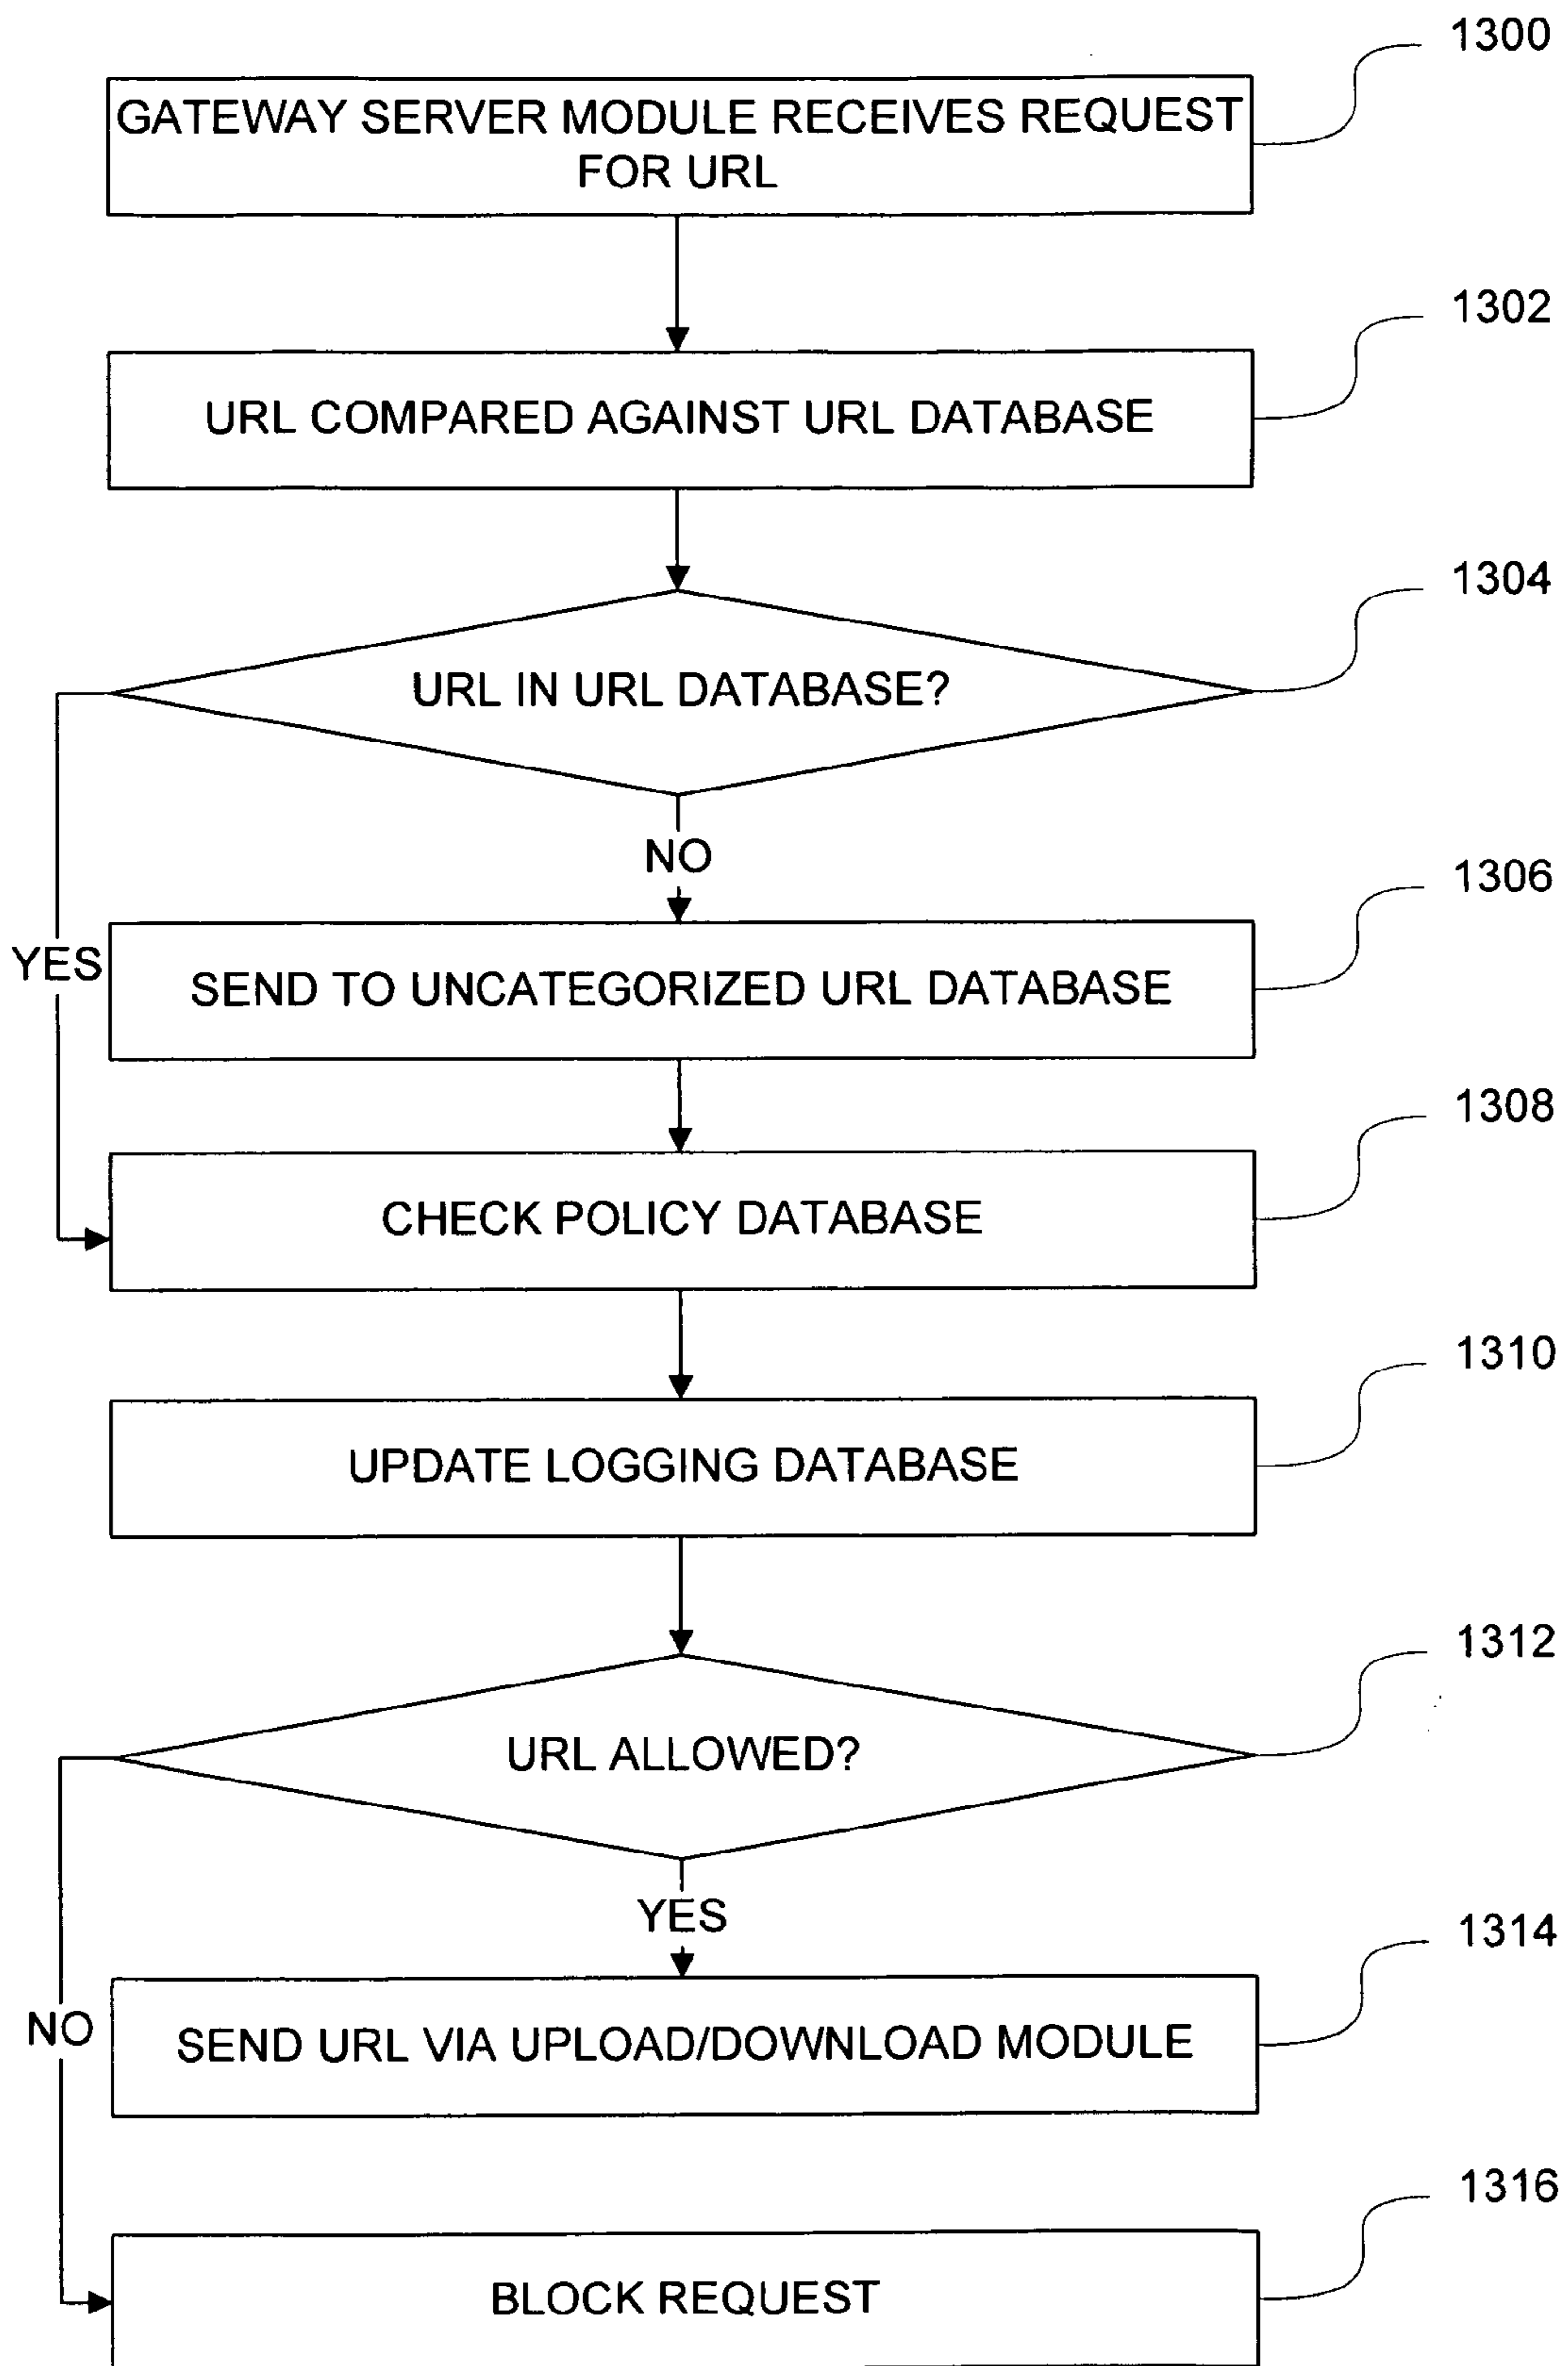 1300
GATEWAY SERVER MODULE RECEIVES REQUEST
FOR URL
1302
URL COMPARED AGAINST URL DATABASE
1304
URL IN URL DATABASE?
NO
1306
YES
SEND TO UNCATEGORIZED URL DATABASE
1308
CHECK POLICY DATABASE
1310
UPDATE LOGGING DATABASE
1312
URL ALLOWED?
YES
1314
NO
SEND URL VIA UPLOAD/DOWNLOAD MODULE
1316
BLOCK REQUEST